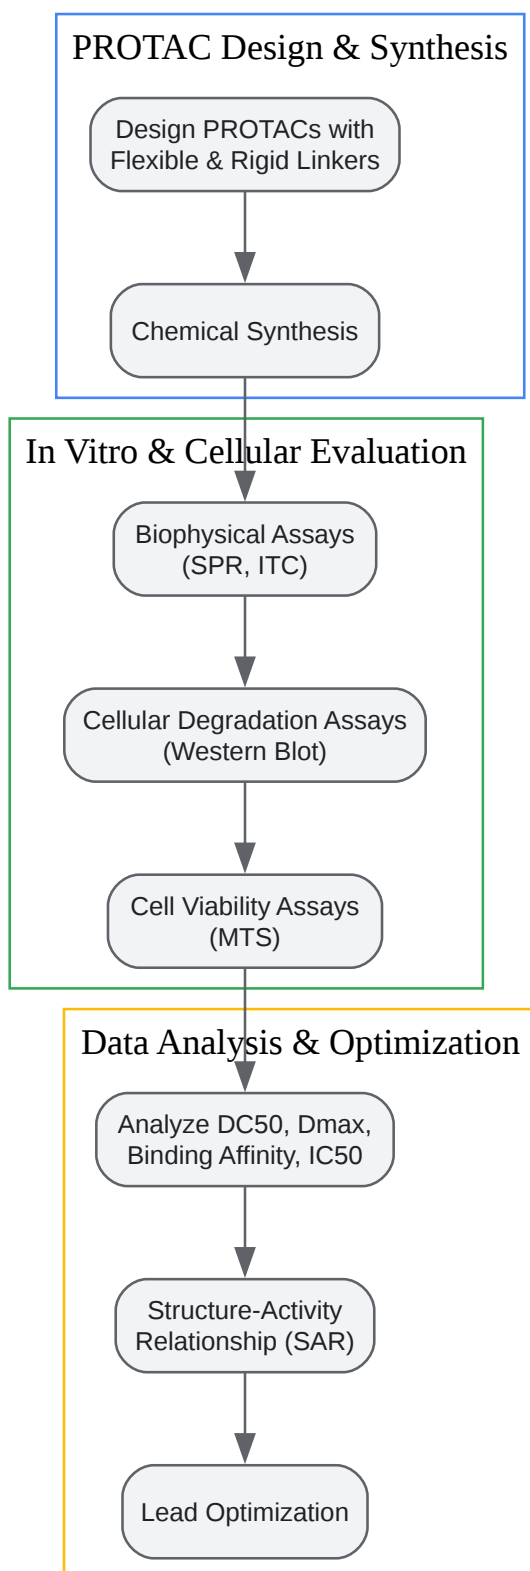 PROTAC Design & Synthesis
Design PROTACs with
Flexible & Rigid Linkers
Chemical Synthesis
In Vitro & Cellular Evaluation
Biophysical Assays
(SPR, ITC)
Cellular Degradation Assays
(Western Blot)
Cell Viability Assays
(MTS)
Data Analysis & Optimization
Analyze DC50, Dmax,
Binding Affinity, IC50
Structure-Activity
Relationship (SAR)
Lead Optimization